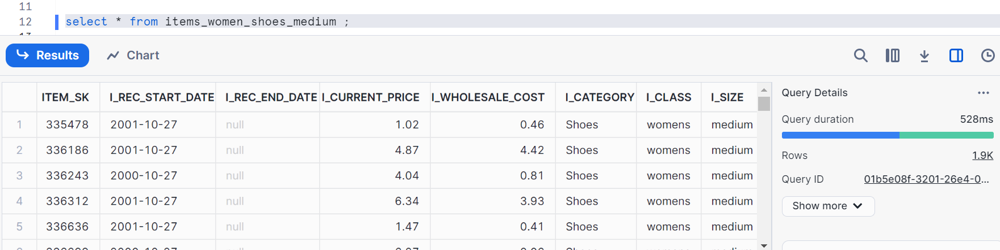 11
12 select * from items_women_shoes_medium ;
Results Chart
ITEM_SK I_REC_START_DATE I_REC_END_DATE I_CURRENT_PRICE I_WHOLESALE_COST I_CATEGORY I_CLASS I_SIZE
1 335478 2001-10-27 null 1.02 0.46 Shoes womens medium
2 336186 2001-10-27 null 4.87 4.42 Shoes womens medium
3 336243 2000-10-27 null 4.04 0.81 Shoes womens medium
4 336312 2001-10-27 null 6.34 3.93 Shoes womens medium
5 336636 2001-10-27 null 1.47 0.41 Shoes womens medium
Query Details
Query duration 528ms
Rows 1.9K
Query ID 01b5e08f-3201-26e4-0...
Show more